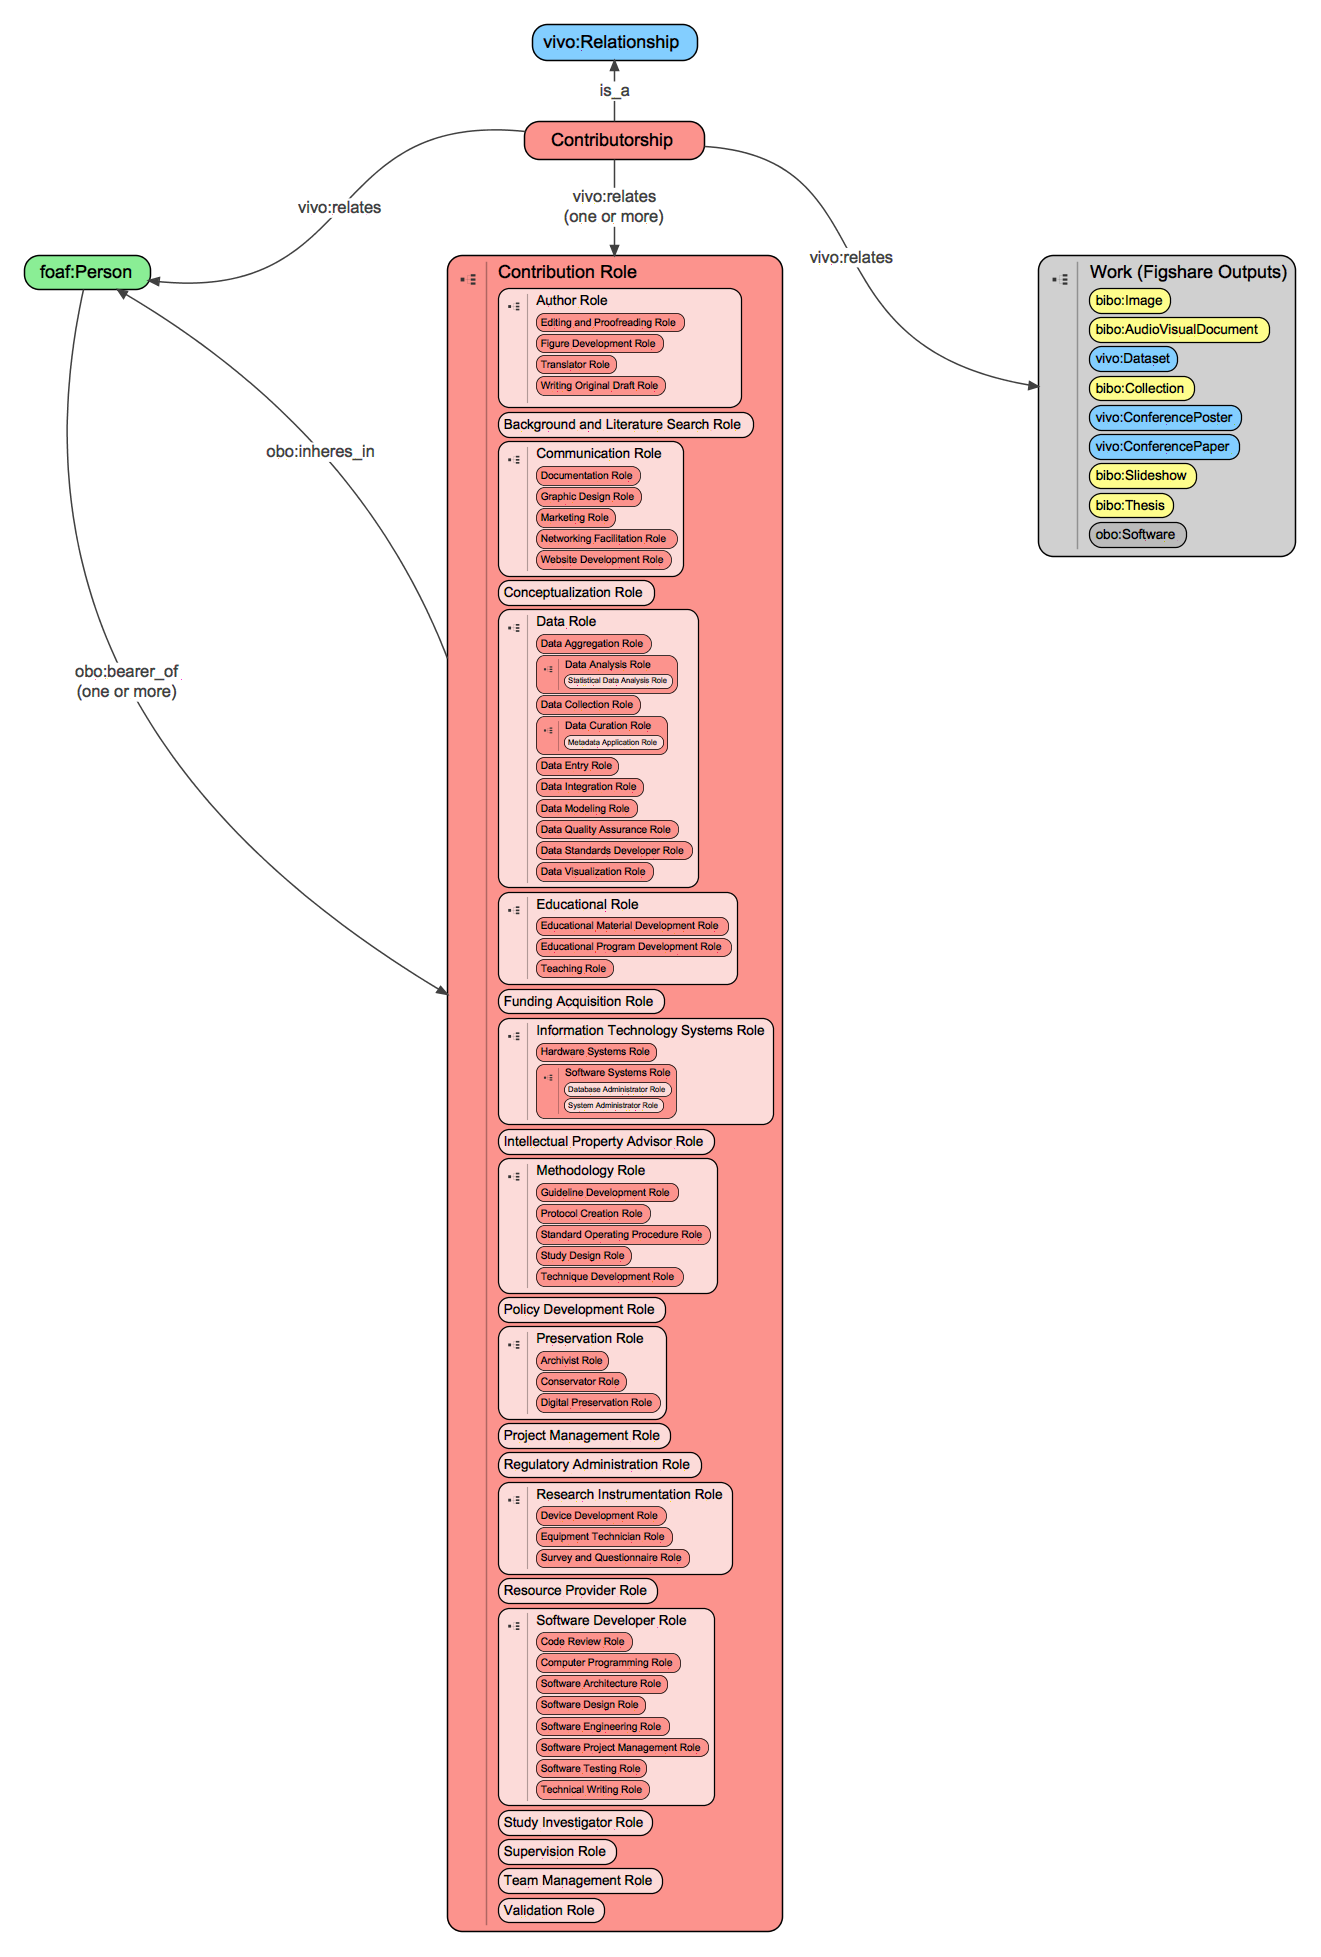 vivo:Relationship
is_a
Contributorship
vivo:relates
vivo:relates
(one or more)
vivo:relates
foaf:Person
obo:inheres_in
obo:bearer_of
(one or more)
Contribution Role
Author Role
Editing and Proofreading Role
Figure Development Role
Translator Role
Writing Original Draft Role
Background and Literature Search Role
Communication Role
Documentation Role
Graphic Design Role
Marketing Role
Networking Facilitation Role
Website Development Role
Conceptualization Role
Data Role
Data Aggregation Role
Data Analysis Role
Statistical Data Analysis Role
Data Collection Role
Data Curation Role
Metadata Application Role
Data Entry Role
Data Integration Role
Data Modeling Role
Data Quality Assurance Role
Data Standards Developer Role
Data Visualization Role
Educational Role
Educational Material Development Role
Educational Program Development Role
Teaching Role
Funding Acquisition Role
Information Technology Systems Role
Hardware Systems Role
Software Systems Role
Database Administrator Role
System Administrator Role
Intellectual Property Advisor Role
Methodology Role
Guideline Development Role
Protocol Creation Role
Standard Operating Procedure Role
Study Design Role
Technique Development Role
Policy Development Role
Preservation Role
Archivist Role
Conservator Role
Digital Preservation Role
Project Management Role
Regulatory Administration Role
Research Instrumentation Role
Device Development Role
Equipment Technician Role
Survey and Questionnaire Role
Resource Provider Role
Software Developer Role
Code Review Role
Computer Programming Role
Software Architecture Role
Software Design Role
Software Engineering Role
Software Project Management Role
Software Testing Role
Technical Writing Role
Study Investigator Role
Supervision Role
Team Management Role
Validation Role
Work (Figshare Outputs)
bibo:Image
bibo:AudioVisualDocument
vivo:Dataset
bibo:Collection
vivo:ConferencePoster
vivo:ConferencePaper
bibo:Slideshow
bibo:Thesis
obo:Software